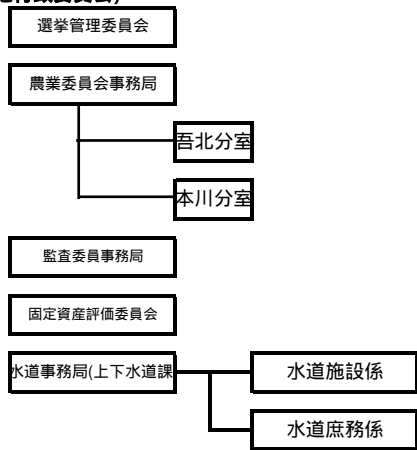 選挙管理委員会
農業委員会事務局
吾北分室
本川分室
監査委員事務局
固定資産評価委員会
水道事務局(上下水道課
水道施設係
水道庶務係